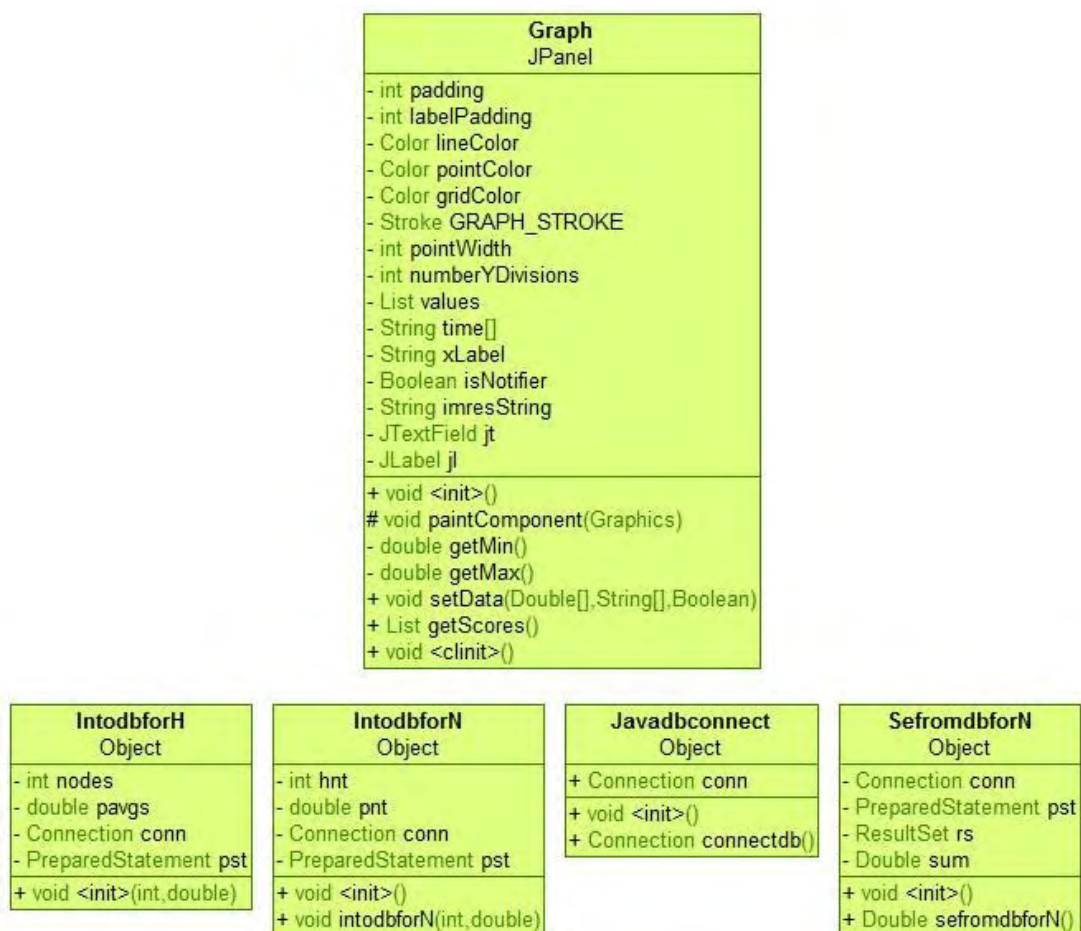 Graph
JPanel
- int padding
- int labelPadding
- Color lineColor
- Color pointColor
- Color gridColor
- Stroke GRAPH_STROKE
- int pointWidth
- int numberYDivisions
- List values
- String time[]
- String xLabel
- Boolean isNotifier
- String imresString
- JTextField jt
- JLabel jl
+ void <init>()
# void paintComponent(Graphics)
- double getMin()
- double getMax()
+ void setData(Double[],String[],Boolean)
+ List getScores()
+ void <clinit>()
IntodbforH
Object
- int nodes
- double pavgs
- Connection conn
- PreparedStatement pst
+ void <init>(int,double)
IntodbforN
Object
- int hnt
- double pnt
- Connection conn
- PreparedStatement pst
+ void <init>()
+ void intodbforN(int,double)
Javadbconnect
Object
+ Connection conn
+ void <init>()
+ Connection connectdb()
SefromdbforN
Object
- Connection conn
- PreparedStatement pst
- ResultSet rs
- Double sum
+ void <init>()
+ Double sefromdbforN()